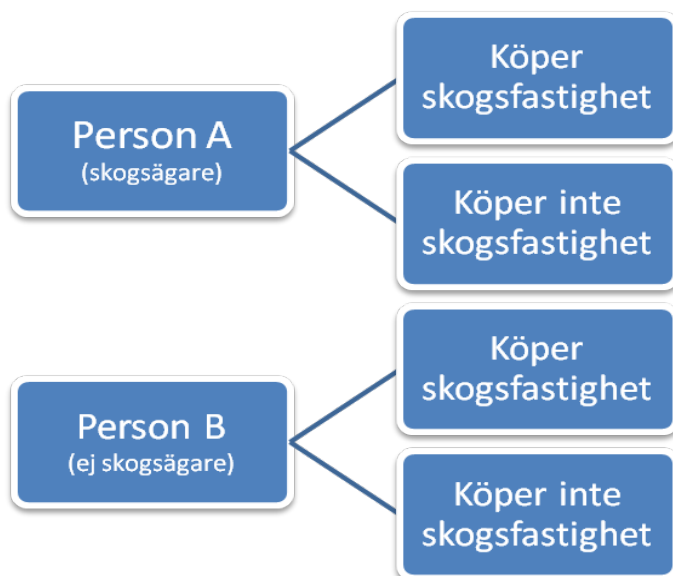 Person A
(skogsägare)
Köper
skogsfastighet
Köper inte
skogsfastighet
Person B
(ej skogsägare)
Köper
skogsfastighet
Köper inte
skogsfastighet